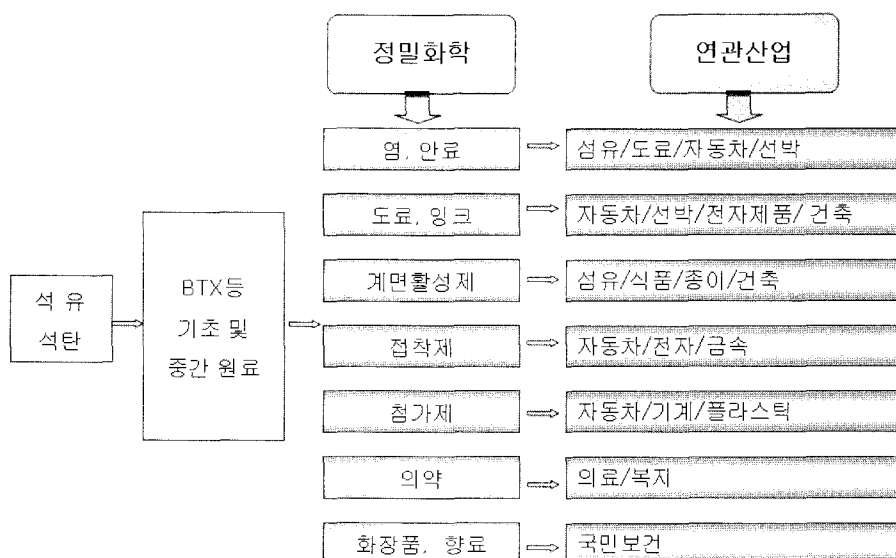 정밀화학
연관산업
염, 안료
섬유/도료/자동차/선박
도료, 잉크
자동차/선박/전자제품/ 건축
계면활성제
섬유/식품/종이/건축
석 유
석탄
BTX등
기초 및
중간 원료
접착제
자동차/전자/금속
첨가제
자동차/기계/플라스틱
의약
의료/복지
화장품, 향료
국민보건